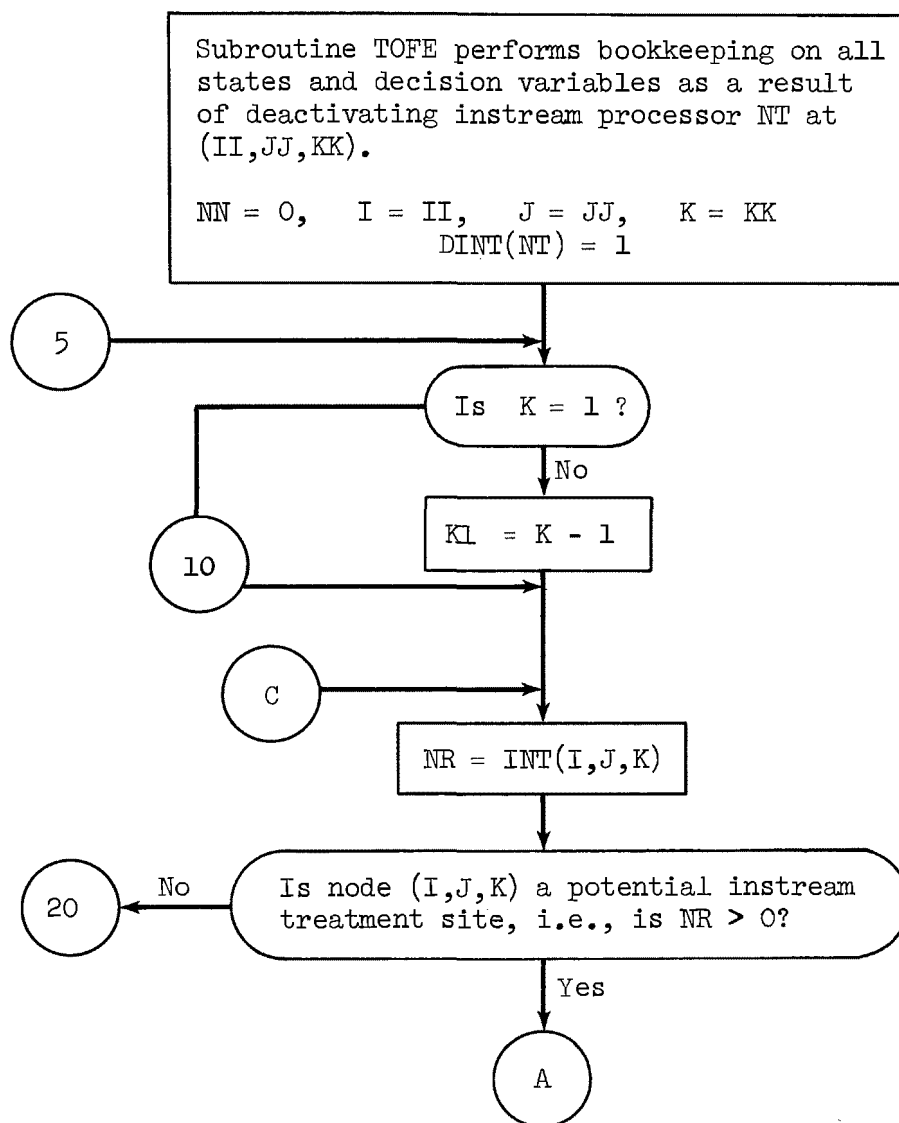 Subroutine TOFE performs bookkeeping on all
states and decision variables as a result
of deactivating instream processor NT at
(II,JJ,KK).
NN = 0, I = II, J = JJ, K = KK
DINT(NT) = 1
5
Is K = 1 ?
No
K1 = K - 1
10
C
NR = INT(I,J,K)
Is node (I,J,K) a potential instream
treatment site, i.e., is NR > 0?
No
20
Yes
A